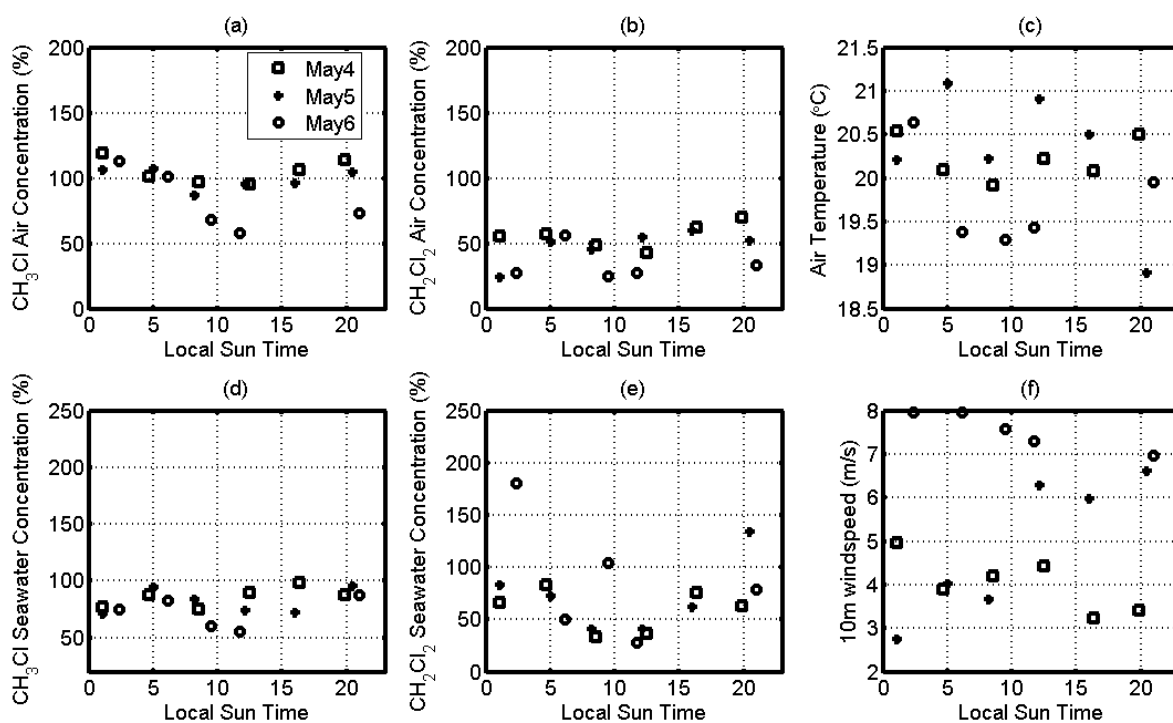 (a)
CH3Cl Air Concentration (%)
200
150
100
50
0
May4
May5
May6
0 5 10 15 20
Local Sun Time
(b)
CH2Cl2 Air Concentration (%)
200
150
100
50
0
0 5 10 15 20
Local Sun Time
(c)
Air Temperature (°C)
21.5
21
20.5
20
19.5
19
18.5
0 5 10 15 20
Local Sun Time
(d)
CH3Cl Seawater Concentration (%)
250
200
150
100
50
0 5 10 15 20
Local Sun Time
(e)
CH2Cl2 Seawater Concentration (%)
250
200
150
100
50
0
0 5 10 15 20
Local Sun Time
(f)
10m windspeed (m/s)
8
7
6
5
4
3
2
0 5 10 15 20
Local Sun Time